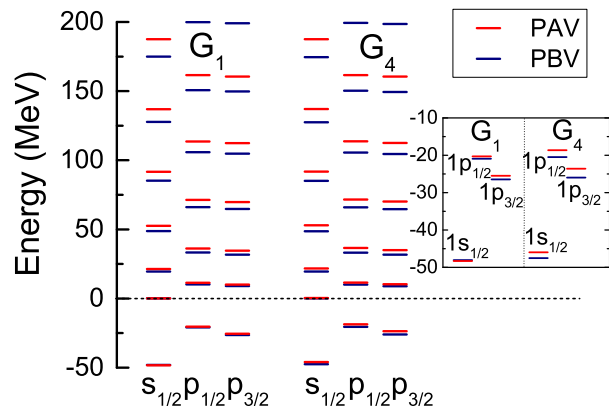 200
150
100
50
0
-50
Energy (MeV)
G1
G4
PAV
PBV
-10
-20
-30
-40
-50
G1
G4
1p1/2
1p3/2
1s1/2
1p1/2
1p3/2
1s1/2
s1/2 p1/2 p3/2
s1/2 p1/2 p3/2